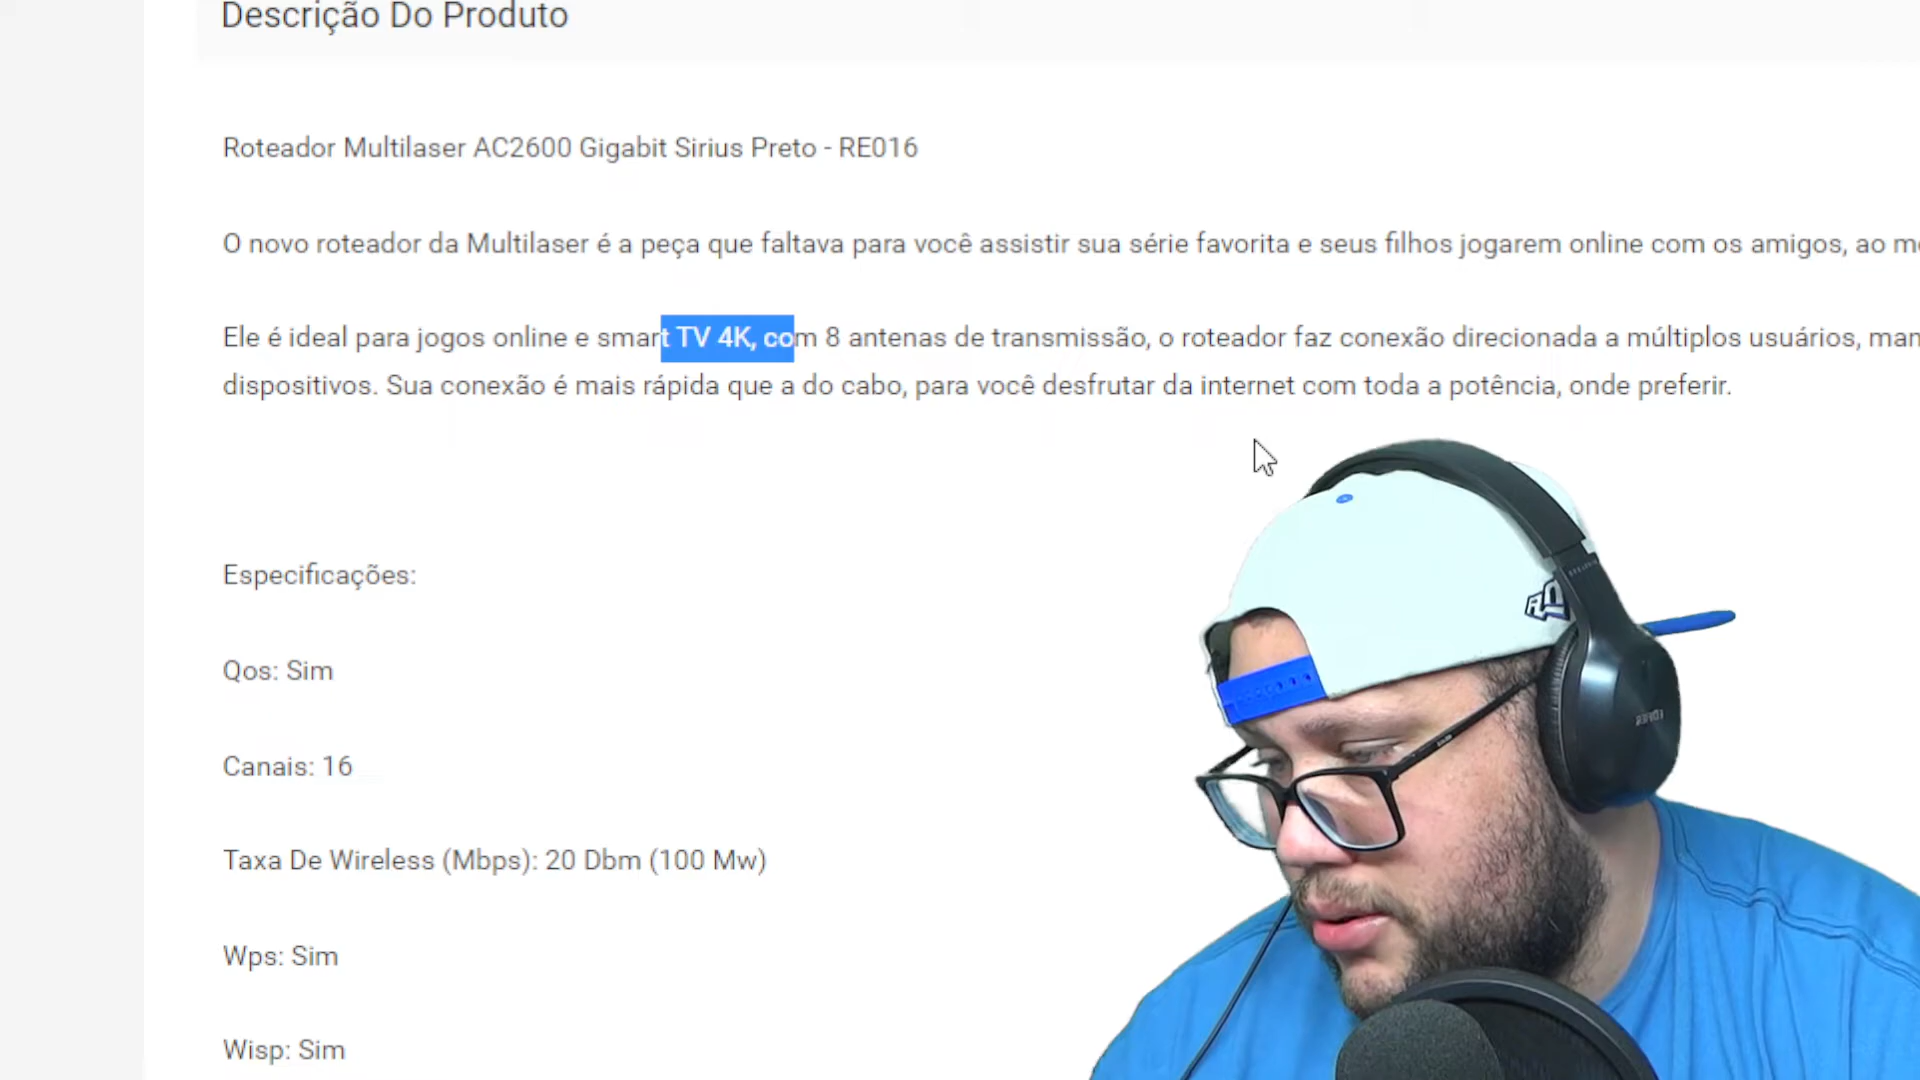 Descrição Do Produto
Roteador Multilaser AC2600 Gigabit Sirius Preto - RE016
O novo roteador da Multilaser é a peça que faltava para você assistir sua série favorita e seus filhos jogarem online com os amigos, ao
Ele é ideal para jogos online e smart TV 4K, com 8 antenas de transmissão, o roteador faz conexão direcionada a múltiplos usuários,
dispositivos. Sua conexão é mais rápida que a do cabo, para você desfrutar da internet com toda a potência, onde preferir.
Especificações:
Qos: Sim
Canais: 16
Taxa De Wireless (Mbps): 20 Dbm (100 Mw)
Wps: Sim
Wisp: Sim